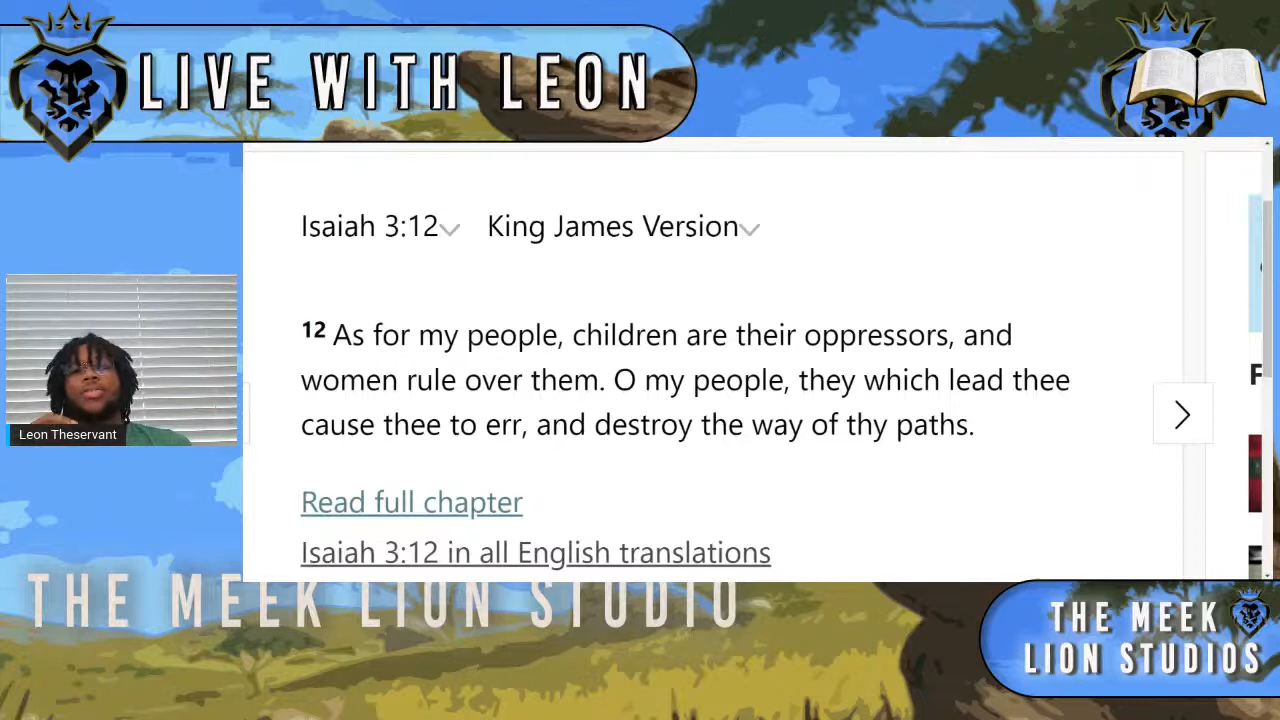 LIVE WITH LEON
Isaiah 3:12 King James Version
12 As for my people, children are their oppressors, and
women rule over them. O my people, they which lead thee
cause thee to err, and destroy the way of thy paths.
Leon Theservant
Read full chapter
Isaiah 3:12 in all English translations
THE MEEK LION STUDIO
THE MEEK
LION STUDIOS